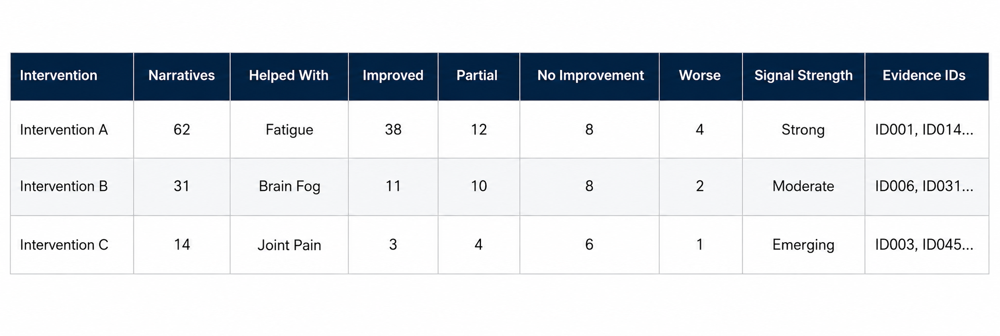 Intervention Narratives Helped With Improved Partial No Improvement Worse Signal Strength Evidence IDs
Intervention A 62 Fatigue 38 12 8 4 Strong ID001, ID014...
Intervention B 31 Brain Fog 11 10 8 2 Moderate ID006, ID031...
Intervention C 14 Joint Pain 3 4 6 1 Emerging ID003, ID045...